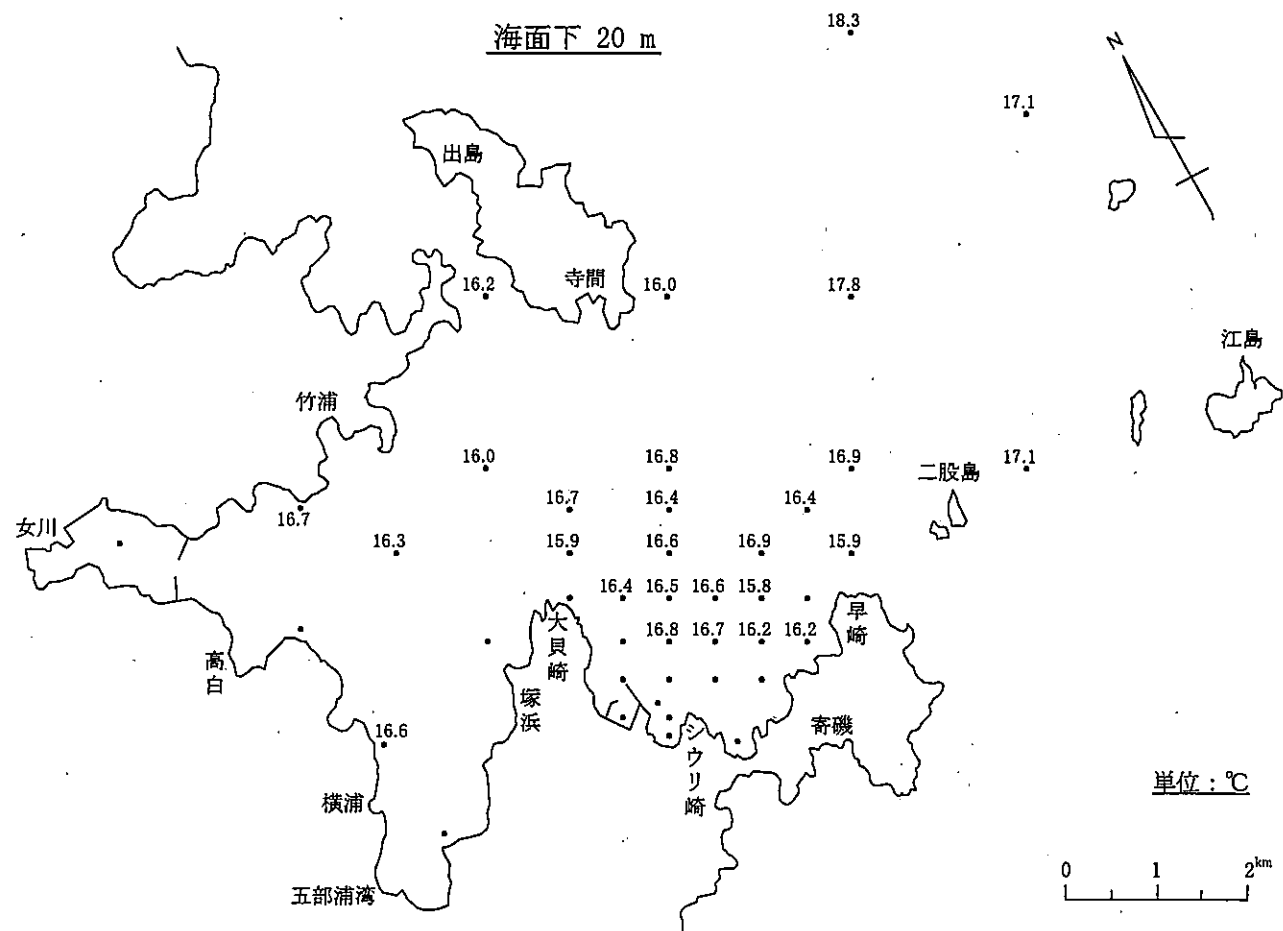 海面下 20 m
18.3
N
17.1
出島
寺間
16.2
16.0
17.8
江島
竹浦
16.0
16.8
16.9
二股島
17.1
女川
16.7
16.7
16.4
16.4
16.3
15.9
16.6
16.9
15.9
16.4
16.5
16.6
15.8
大貝崎
早崎
16.8
16.7
16.2
16.2
高白
塚浜
16.6
シウリ崎
寄磯
横浦
単位:℃
五部浦湾
0 1 2km